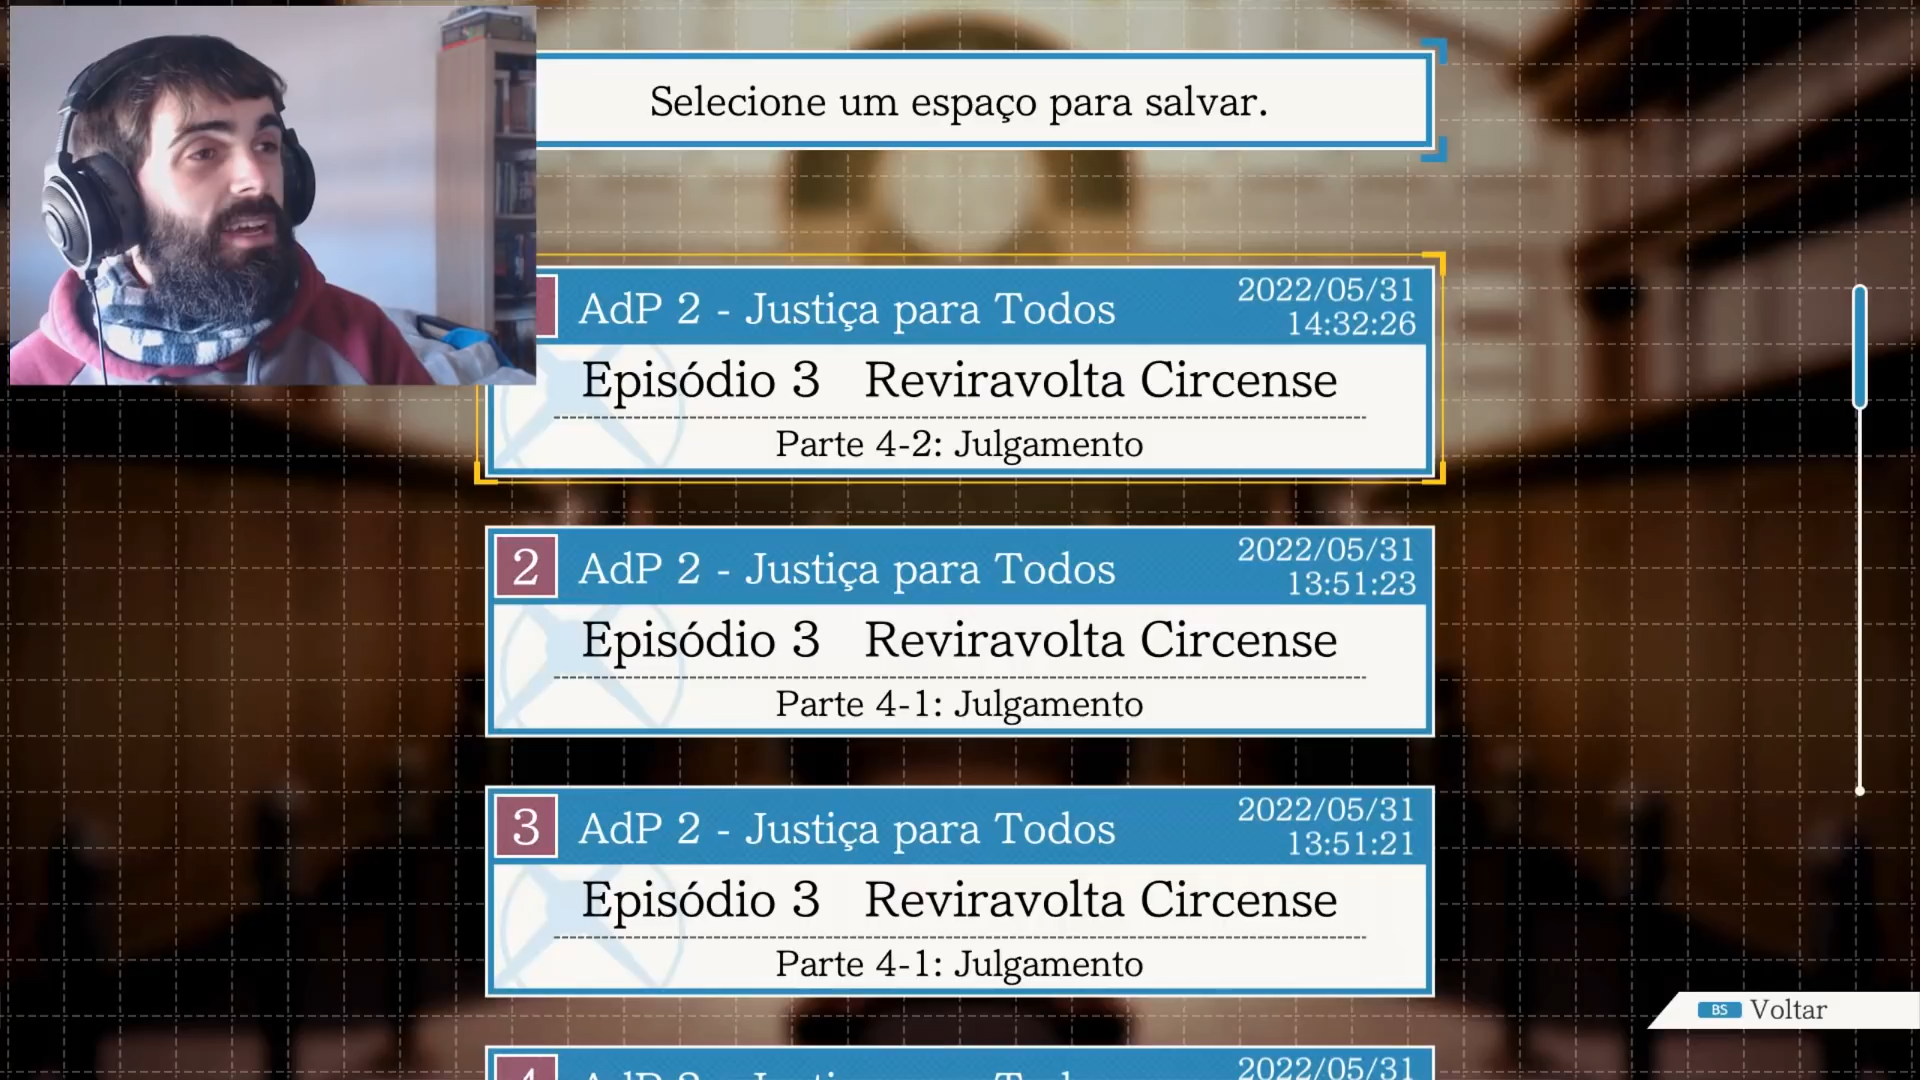 Selecione um espaço para salvar.
AdP 2 - Justiça para Todos
2022/05/31
14:32:26
Episódio 3 Reviravolta Circense
Parte 4-2: Julgamento
2
AdP 2 - Justiça para Todos
2022/05/31
13:51:23
Episódio 3 Reviravolta Circense
Parte 4-1: Julgamento
3
AdP 2 - Justiça para Todos
2022/05/31
13:51:21
Episódio 3 Reviravolta Circense
Parte 4-1: Julgamento
2022/05/31
BS Voltar